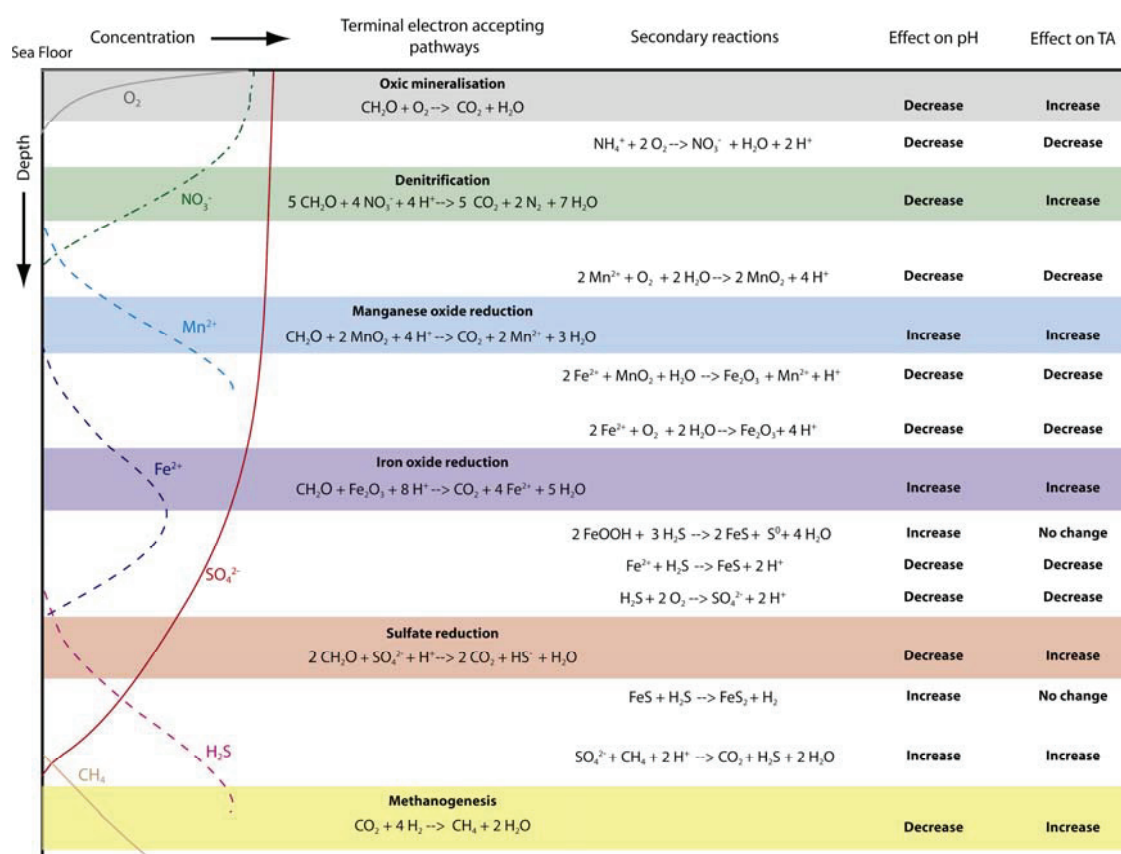 Concentration
Terminal electron accepting
pathways
Secondary reactions
Effect on pH
Effect on TA
Sea Floor
Depth
O₂
Oxic mineralisation
CH₂O + O₂--> CO₂ + H₂O
Decrease
Increase
NH₄⁺ + 2 O₂--> NO₃⁻ + H₂O + 2 H⁺
Decrease
Decrease
NO₃⁻
Denitrification
5 CH₂O + 4 NO₃⁻ + 4 H⁺--> 5 CO₂ + 2 N₂ + 7 H₂O
Decrease
Increase
2 Mn²⁺ + O₂ + 2 H₂O--> 2 MnO₂ + 4 H⁺
Decrease
Decrease
Mn²⁺
Manganese oxide reduction
CH₂O + 2 MnO₂ + 4 H⁺--> CO₂ + 2 Mn²⁺ + 3 H₂O
Increase
Increase
2 Fe²⁺ + MnO₂ + H₂O --> Fe₂O₃ + Mn²⁺ + H⁺
Decrease
Decrease
2 Fe²⁺ + O₂ + 2 H₂O--> Fe₂O₃+ 4 H⁺
Decrease
Decrease
Fe²⁺
Iron oxide reduction
CH₂O + Fe₂O₃ + 8 H⁺--> CO₂ + 4 Fe²⁺ + 5 H₂O
Increase
Increase
2 FeOOH + 3 H₂S --> 2 FeS + S⁰+ 4 H₂O
Increase
No change
Fe²⁺ + H₂S --> FeS + 2 H⁺
Decrease
Decrease
SO₄²⁻
H₂S + 2 O₂ --> SO₄²⁻ + 2 H⁺
Decrease
Decrease
Sulfate reduction
2 CH₂O + SO₄²⁻ + H⁺--> 2 CO₂ + HS⁻ + H₂O
Decrease
Increase
FeS + H₂S --> FeS₂ + H₂
Increase
No change
H₂S
SO₄²⁻ + CH₄ + 2 H⁺ --> CO₂ + H₂S + 2 H₂O
Increase
Increase
CH₄
Methanogenesis
CO₂ + 4 H₂--> CH₄ + 2 H₂O
Decrease
Increase